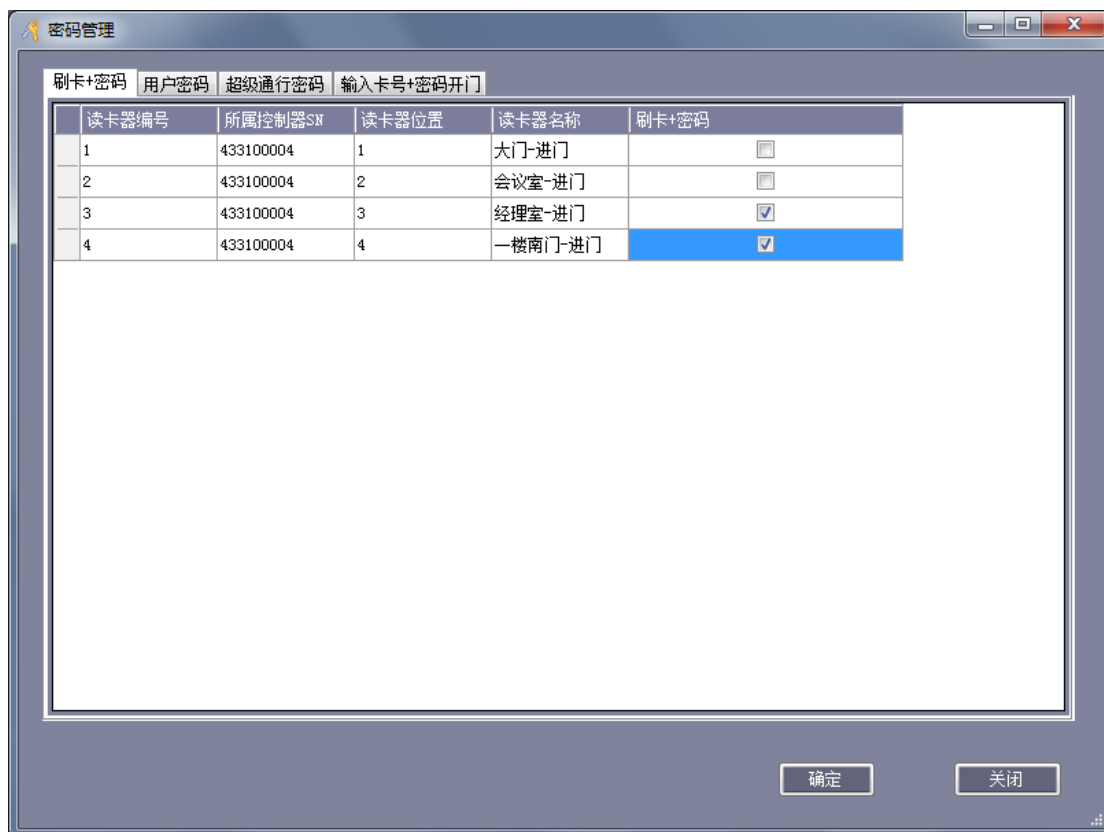 密码管理
刷卡+密码 用户密码 超级通行密码 输入卡号+密码开门
读卡器编号 所属控制器SN 读卡器位置 读卡器名称 刷卡+密码
1 433100004 1 大门-进门
2 433100004 2 会议室-进门
3 433100004 3 经理室-进门
4 433100004 4 一楼南门-进门
确定 关闭